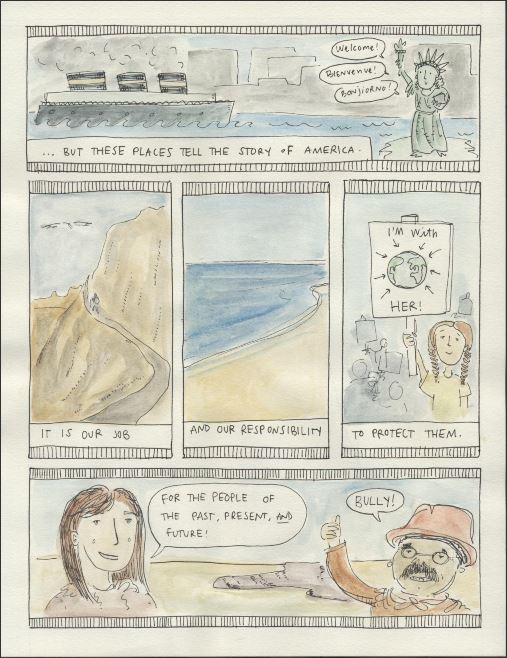 Welcome!
BIENVENUE!
BONJIORNO!
... BUT THESE PLACES TELL THE STORY OF AMERICA.
IT IS OUR JOB
AND OUR RESPONSIBILITY
I'M WITH
HER!
TO PROTECT THEM.
FOR THE PEOPLE OF
THE PAST, PRESENT, AND
FUTURE!
BULLY!